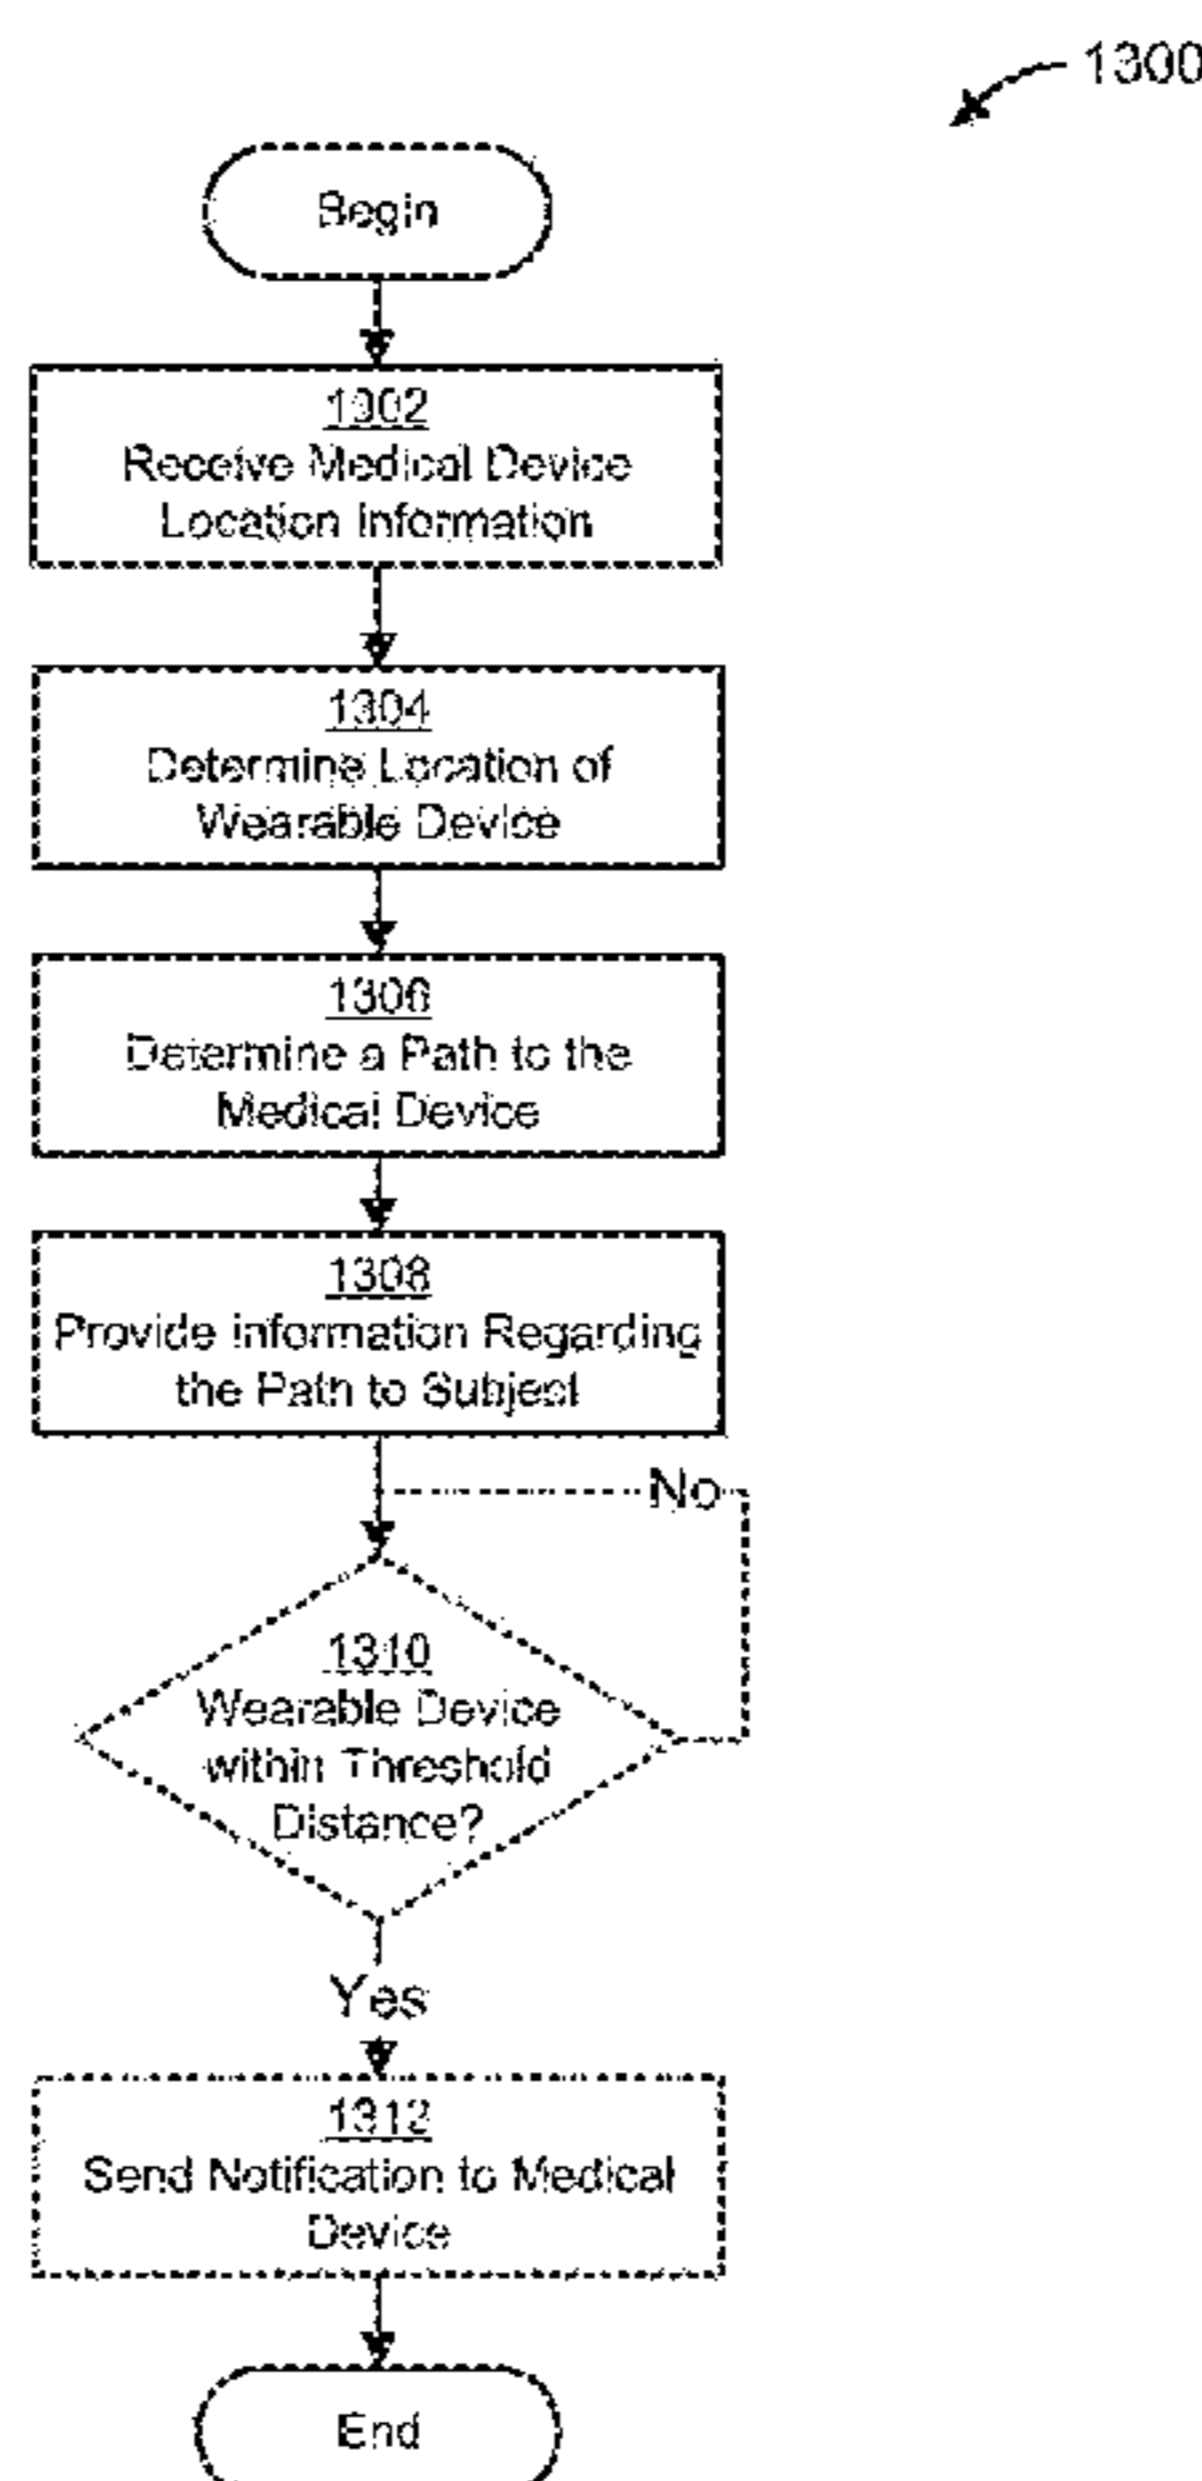 1300
Begin
1302
Receive Medical Device
Location Information
1304
Determine Location of
Wearable Device
1306
Determine a Path to the
Medical Device
1308
Provide Information Regarding
the Path to Subject
No
1310
Wearable Device
within Threshold
Distance?
Yes
1312
Send Notification to Medical
Device
End